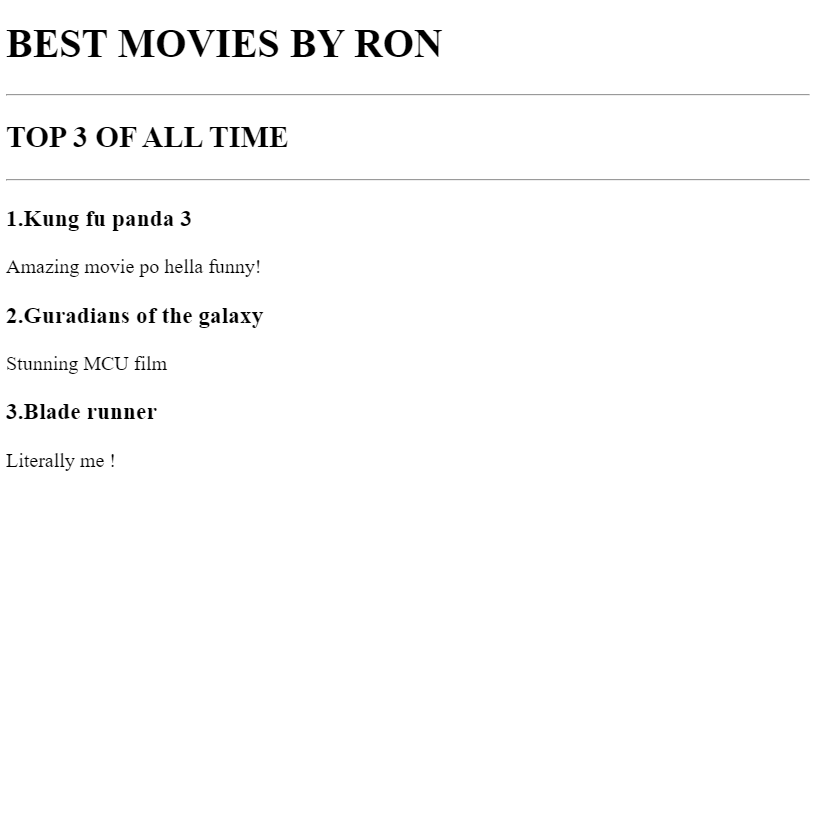 BEST MOVIES BY RON
TOP 3 OF ALL TIME
1.Kung fu panda 3
Amazing movie po hella funny!
2.Guradians of the galaxy
Stunning MCU film
3.Blade runner
Literally me !